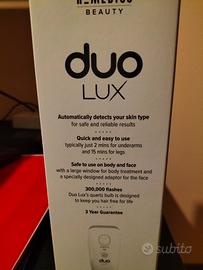 HOMEDICS
BEAUTY
duo
LUX
Automatically detects your skin type
for safe and reliable results
Quick and easy to use
typically just 2 mins for underarms
and 15 mins for legs
Safe to use on body and face
with a large window for body treatment and
a specially designed adaptor for the face
300,000 flashes
Duo Lux's quartz bulb is designed
to keep you hair free for life
3 Year Guarantee
subito